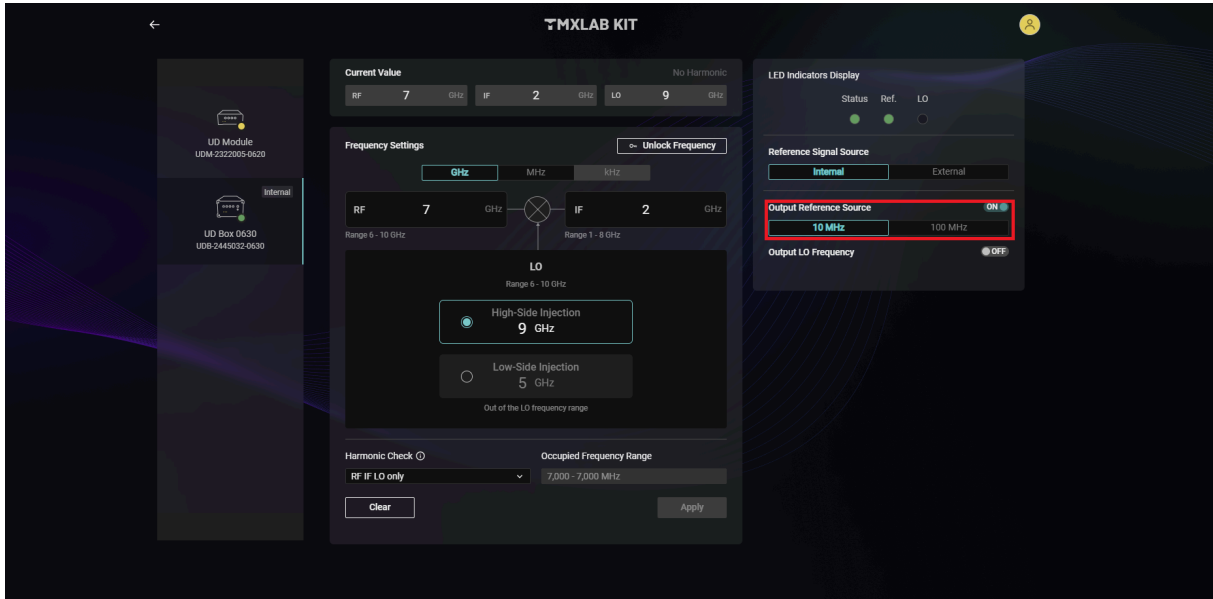 TMXLAB KIT
UD Module
UDM-2322005-0620
Internal
UD Box 0630
UDB-2445032-0630
Current Value
No Harmonic
RF 7 GHz IF 2 GHz LO 9 GHz
Frequency Settings
Unlock Frequency
GHz MHz kHz
RF 7 GHz IF 2 GHz
Range 6 - 10 GHz Range 1 - 8 GHz
LO
Range 6 - 10 GHz
High-Side Injection
9 GHz
Low-Side Injection
5 GHz
Out of the LO frequency range
Harmonic Check Occupied Frequency Range
RF IF LO only 7,000 - 7,000 MHz
Clear Apply
LED Indicators Display
Status Ref. LO
Reference Signal Source
Internal External
Output Reference Source ON
10 MHz 100 MHz
Output LO Frequency OFF